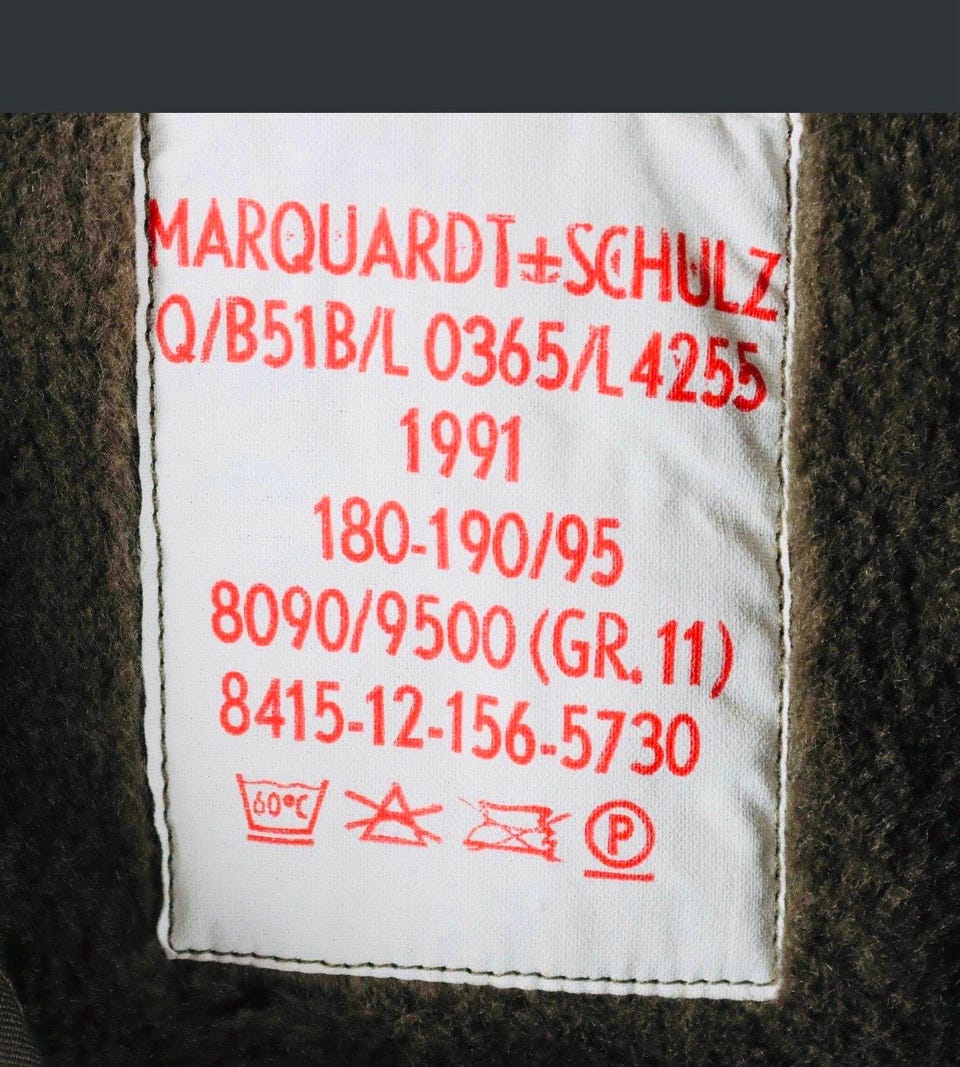 MARQUARDT+SCHULZ
Q/B51B/L 0365/L 4255
1991
180-190/95
8090/9500 (GR. 11)
8415-12-156-5730
60°C P